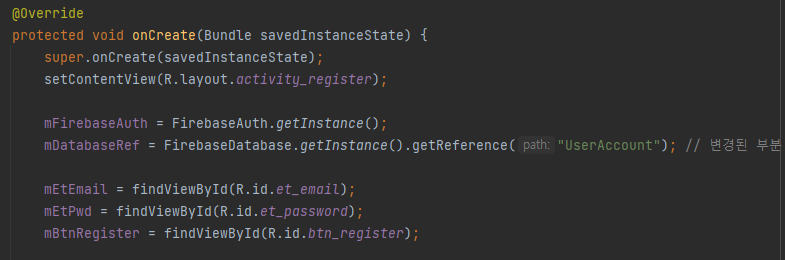 @Override
protected void onCreate(Bundle savedInstanceState) {
super.onCreate(savedInstanceState);
setContentView(R.layout.activity_register);
mFirebaseAuth = FirebaseAuth.getInstance();
mDatabaseRef = FirebaseDatabase.getInstance().getReference( path: "UserAccount"); // 변경된 부분
mEtEmail = findViewById(R.id.et_email);
mEtPwd = findViewById(R.id.et_password);
mBtnRegister = findViewById(R.id.btn_register);